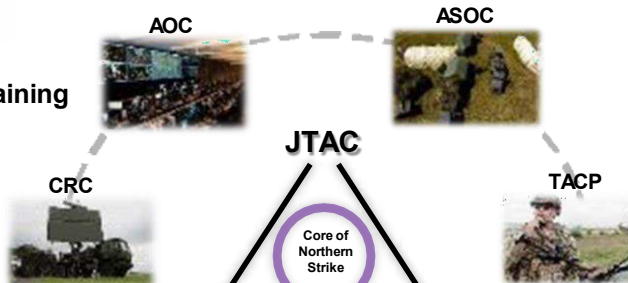 AOC
ASOC
aining
JTAC
CRC
TACP
Core of
Northern
Strike